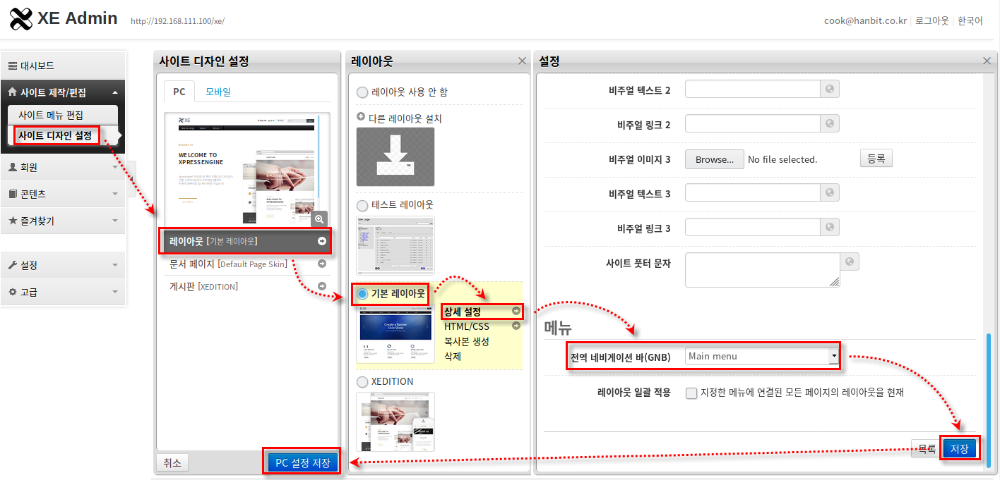 XE Admin
http://192.168.111.100/xe/
cook@hanbit.co.kr 로그아웃 한국어
대시보드
사이트 제작/편집
사이트 메뉴 편집
사이트 디자인 설정
회원
콘텐츠
즐겨찾기
설정
고급
사이트 디자인 설정
PC 모바일
XE
WELCOME TO
XPRESSENGINE
레이아웃 [기본 레이아웃]
문서 페이지 [Default Page Skin]
게시판 [XEDITION]
취소
PC 설정 저장
레이아웃
레이아웃 사용 안 함
다른 레이아웃 설치
테스트 레이아웃
Site Logo
기본 레이아웃
Create a Banner
Slide Show
상세 설정
HTML/CSS
복사본 생성
삭제
XEDITION
설정
비주얼 텍스트 2
비주얼 링크 2
비주얼 이미지 3 Browse... No file selected. 등록
비주얼 텍스트 3
비주얼 링크 3
사이트 풋터 문자
메뉴
전역 네비게이션 바(GNB) Main menu
레이아웃 일괄 적용 지정한 메뉴에 연결된 모든 페이지의 레이아웃을 현재
목록 저장